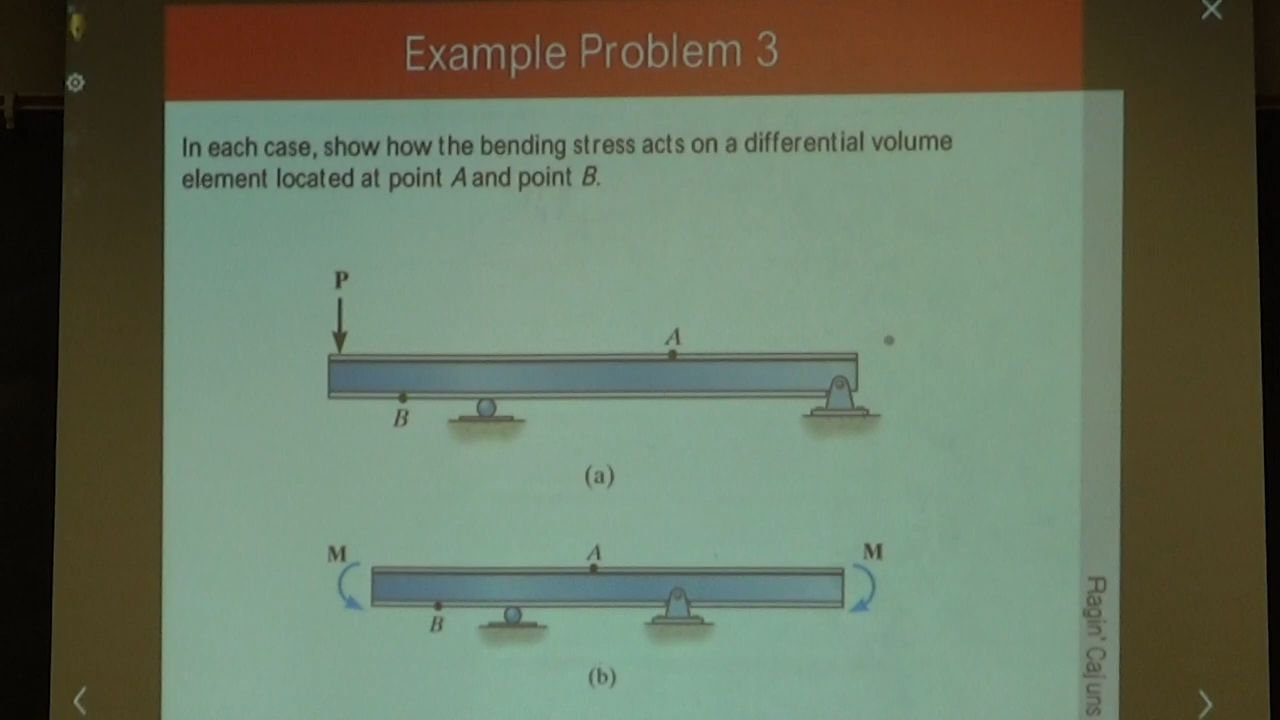 Example Problem 3
In each case, show how the bending stress acts on a differential volume
element located at point A and point B.
P
A
B
(a)
M
A
M
B
(b)
Ragin' Cajuns